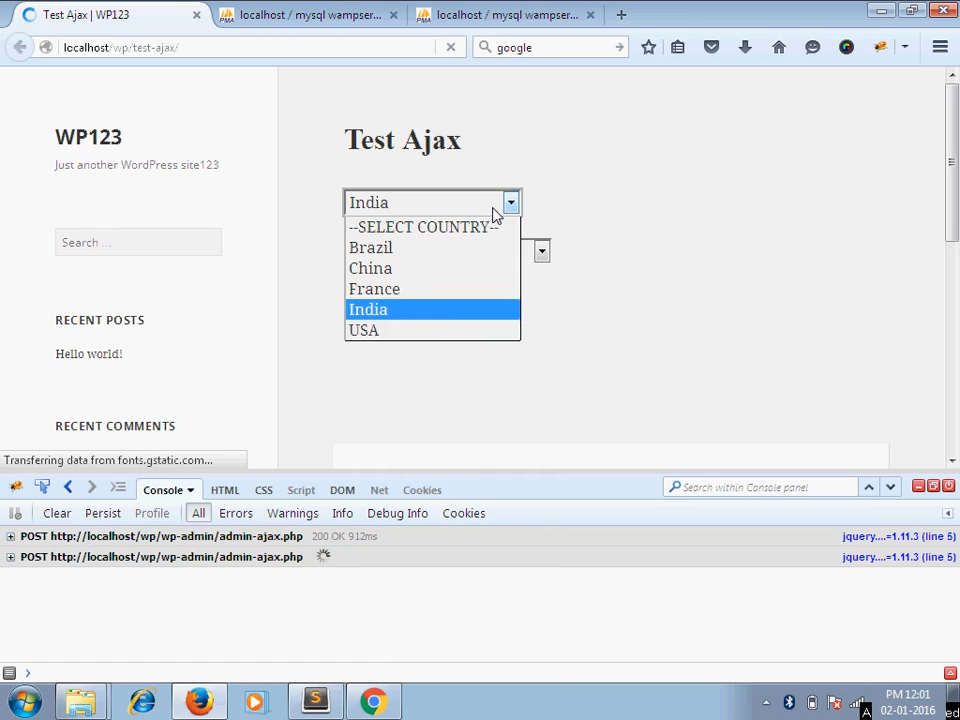 Test Ajax | WP123
localhost / mysql wampser...
localhost / mysql wampser...
localhost/wp/test-ajax/
google
WP123
Just another WordPress site123
Search ...
RECENT POSTS
Hello world!
RECENT COMMENTS
Test Ajax
India
--SELECT COUNTRY--
Brazil
China
France
India
USA
Transferring data from fonts.gstatic.com...
Console HTML CSS Script DOM Net Cookies
Search within Console panel
Clear Persist Profile All Errors Warnings Info Debug Info Cookies
POST http://localhost/wp/wp-admin/admin-ajax.php 200 OK 912ms jquery....=1.11.3 (line 5)
POST http://localhost/wp/wp-admin/admin-ajax.php jquery....=1.11.3 (line 5)
PM 12:01
02-01-2016